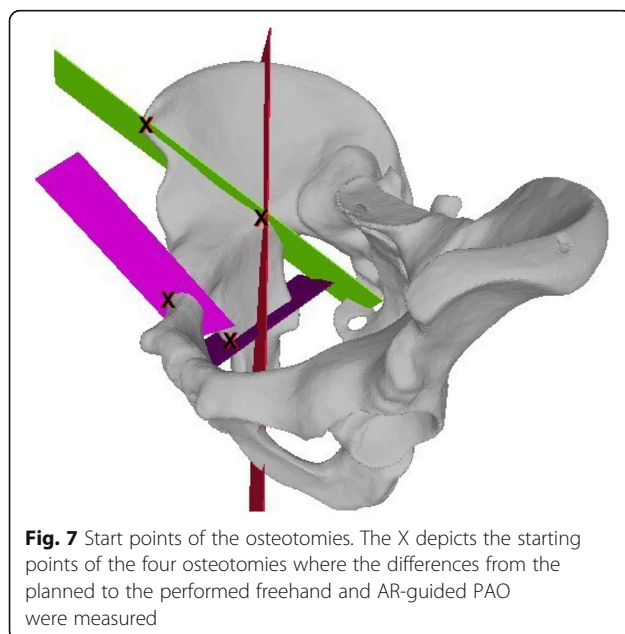 X
X
X
X
Fig. 7 Start points of the osteotomies. The X depicts the starting
points of the four osteotomies where the differences from the
planned to the performed freehand and AR-guided PAO
were measured